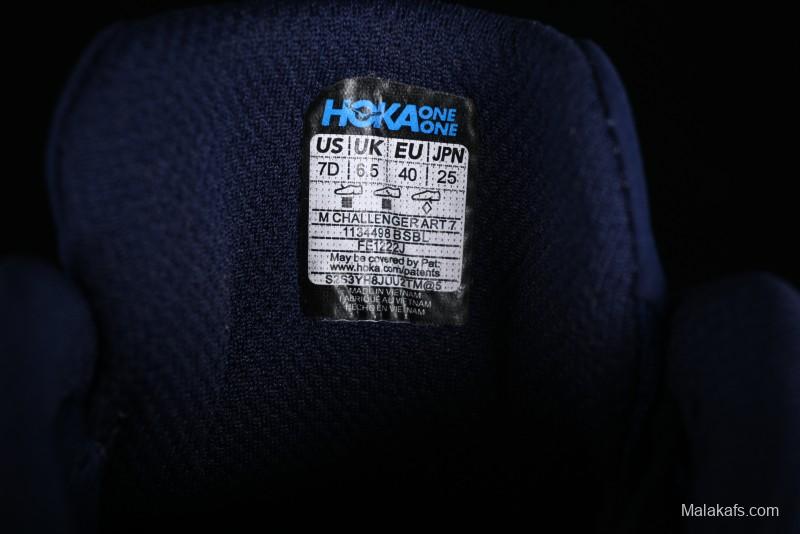 HOKA ONE ONE
US UK EU JPN
7D 6.5 40 25
M CHALLENGER ART 7
1134498 BSBL
FE1222J
May be covered by Pat:
www.hoka.com/patents
S2S3YH8JUU2TM@5
MADE IN VIETNAM
FABRIQUE AU VIETNAM
HECHO EN VIETNAM
Malakafs.com